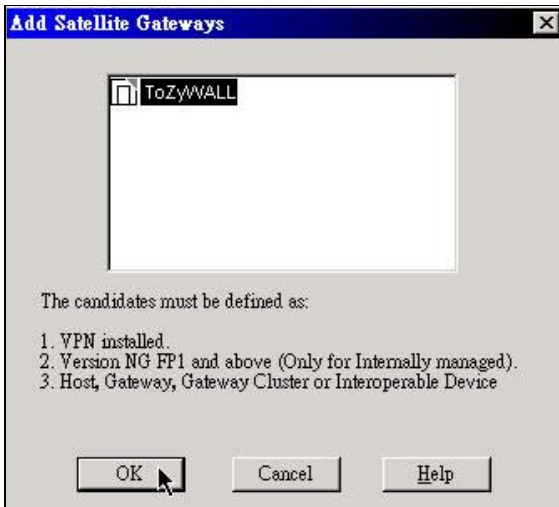 Add Satellite Gateways
ToZyWALL
The candidates must be defined as:
1. VPN installed.
2. Version NG FP1 and above (Only for Internally managed).
3. Host, Gateway, Gateway Cluster or Interoperable Device
OK
Cancel
Help